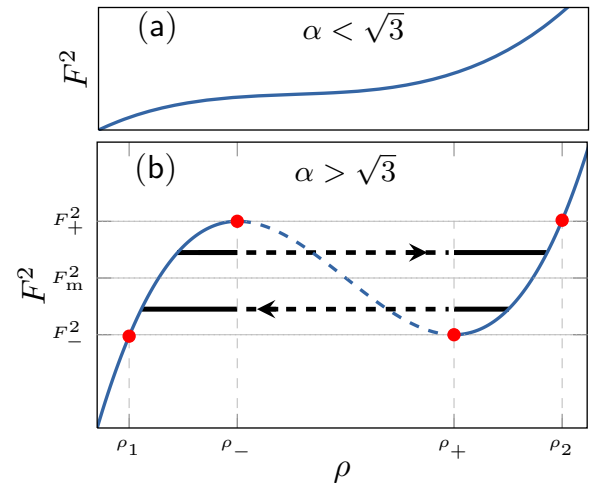 (a)
α < √3
F²
(b)
α > √3
F²₊
F²ₘ
F²₋
F²
ρ₁
ρ₋
ρ₊
ρ₂
ρ